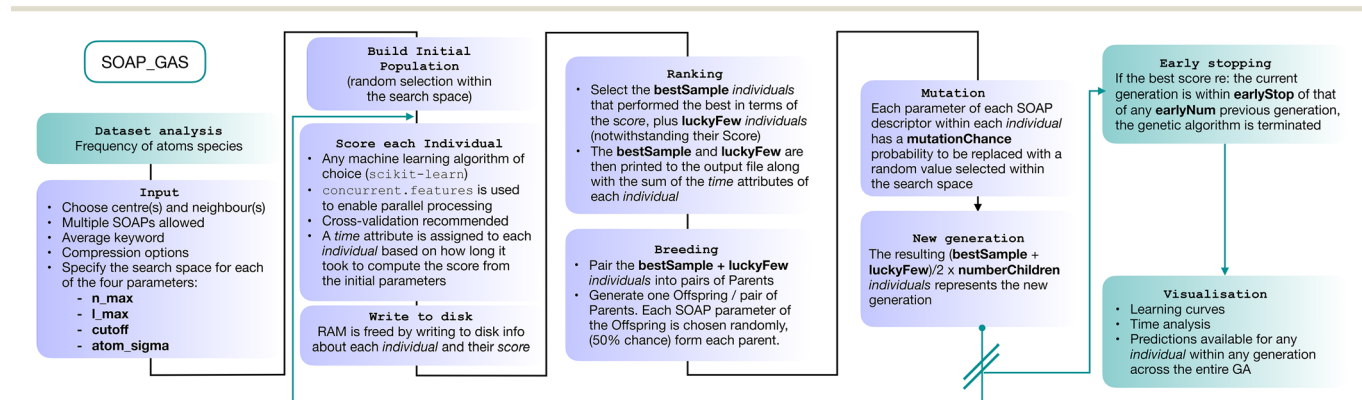 SOAP_GAS
Dataset analysis
Frequency of atoms species
Input
• Choose centre(s) and neighbour(s)
• Multiple SOAPs allowed
• Average keyword
• Compression options
• Specify the search space for each
of the four parameters:
- n_max
- l_max
- cutoff
- atom_sigma
Build Initial
Population
(random selection within
the search space)
Score each Individual
• Any machine learning algorithm of
choice (scikit-learn)
• concurrent.features is used
to enable parallel processing
• Cross-validation recommended
• A time attribute is assigned to each
individual based on how long it
took to compute the score from
the initial parameters
Write to disk
RAM is freed by writing to disk info
about each individual and their score
Ranking
• Select the bestSample individuals
that performed the best in terms of
the score, plus luckyFew individuals
(notwithstanding their Score)
• The bestSample and luckyFew are
then printed to the output file along
with the sum of the time attributes of
each individual
Breeding
• Pair the bestSample + luckyFew
individuals into pairs of Parents
• Generate one Offspring / pair of
Parents. Each SOAP parameter
of the Offspring is chosen randomly,
(50% chance) form each parent.
Mutation
Each parameter of each SOAP
descriptor within each individual
has a mutationChance
probability to be replaced with a
random value selected within
the search space
New generation
The resulting (bestSample +
luckyFew)/2 x numberChildren
individuals represents the new
generation
Early stopping
If the best score re: the current
generation is within earlyStop of that
of any earlyNum previous generation,
the genetic algorithm is terminated
Visualisation
• Learning curves
• Time analysis
• Predictions available for any
individual within any generation
across the entire GA